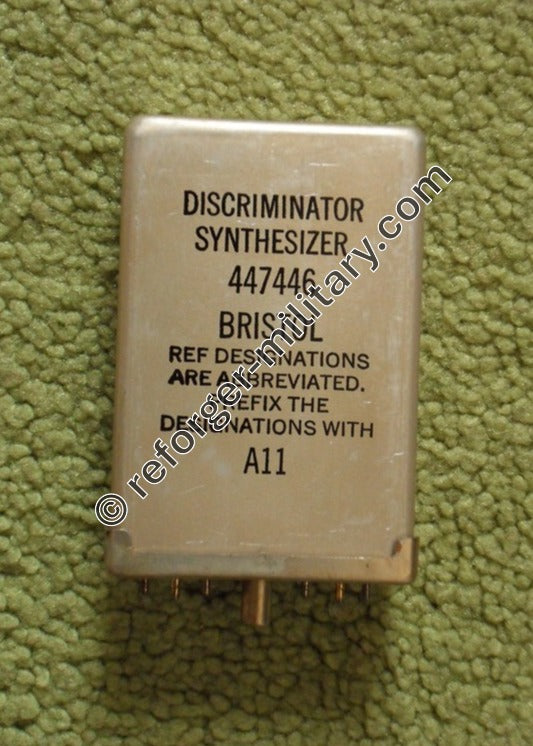 DISCRIMINATOR
SYNTHESIZER
447446
BRISTOL
REF DESIGNATIONS
ARE ABBREVIATED.
PREFIX THE
DESIGNATIONS WITH
A11
© reforger-military.com